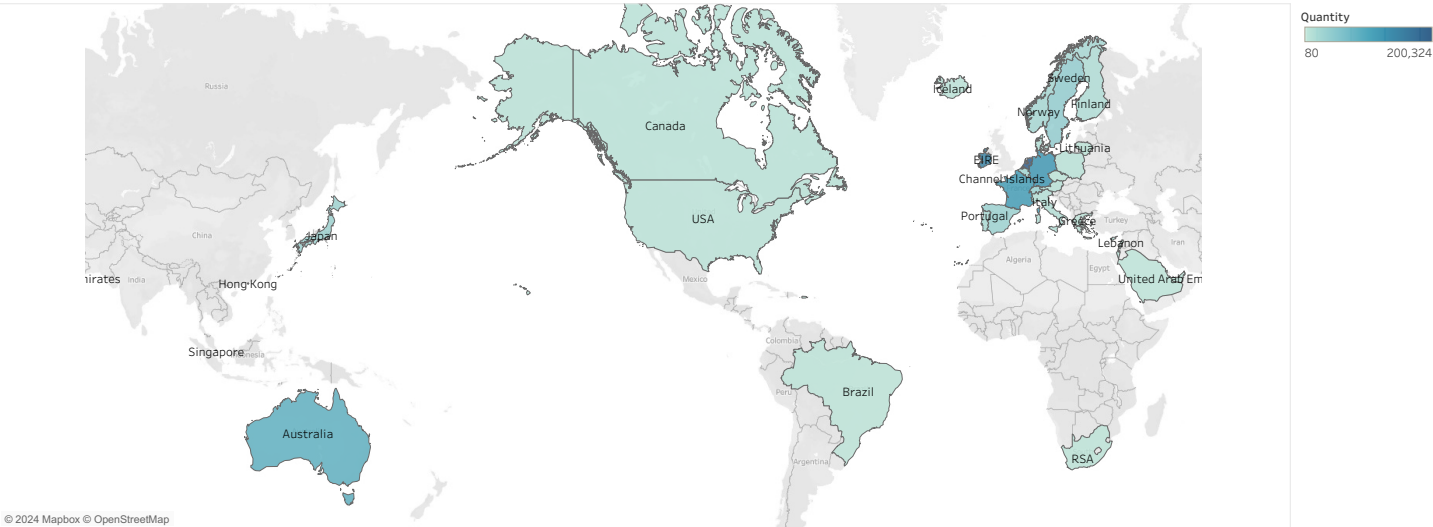 Quantity
80
200,324
Russia
Iceland
Sweden
Finland
Norway
Canada
Lithuania
EIRE
Channel Islands
Italy
USA
Portugal
Greece
Turkey
Japan
China
Lebanon
Iran
Algeria
Egypt
irates
India
Hong Kong
Mexico
United Arab Em
Singapore
nesia
Colombia
Peru
Brazil
Australia
Argentina
RSA
© 2024 Mapbox © OpenStreetMap